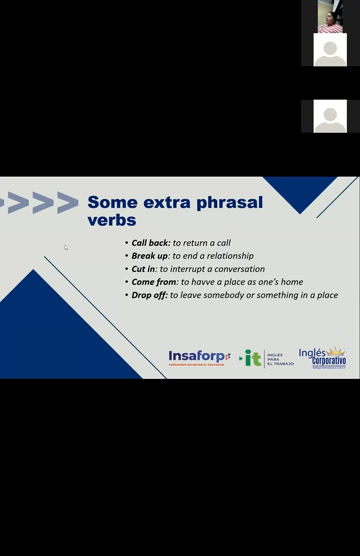 Some extra phrasal
verbs
• Call back: to return a call
• Break up: to end a relationship
• Cut in: to interrupt a conversation
• Come from: to havve a place as one's home
• Drop off: to leave somebody or something in a place
Insaforp
it
INGLÉS
PARA
EL TRABAJO
Inglés
Corporativo